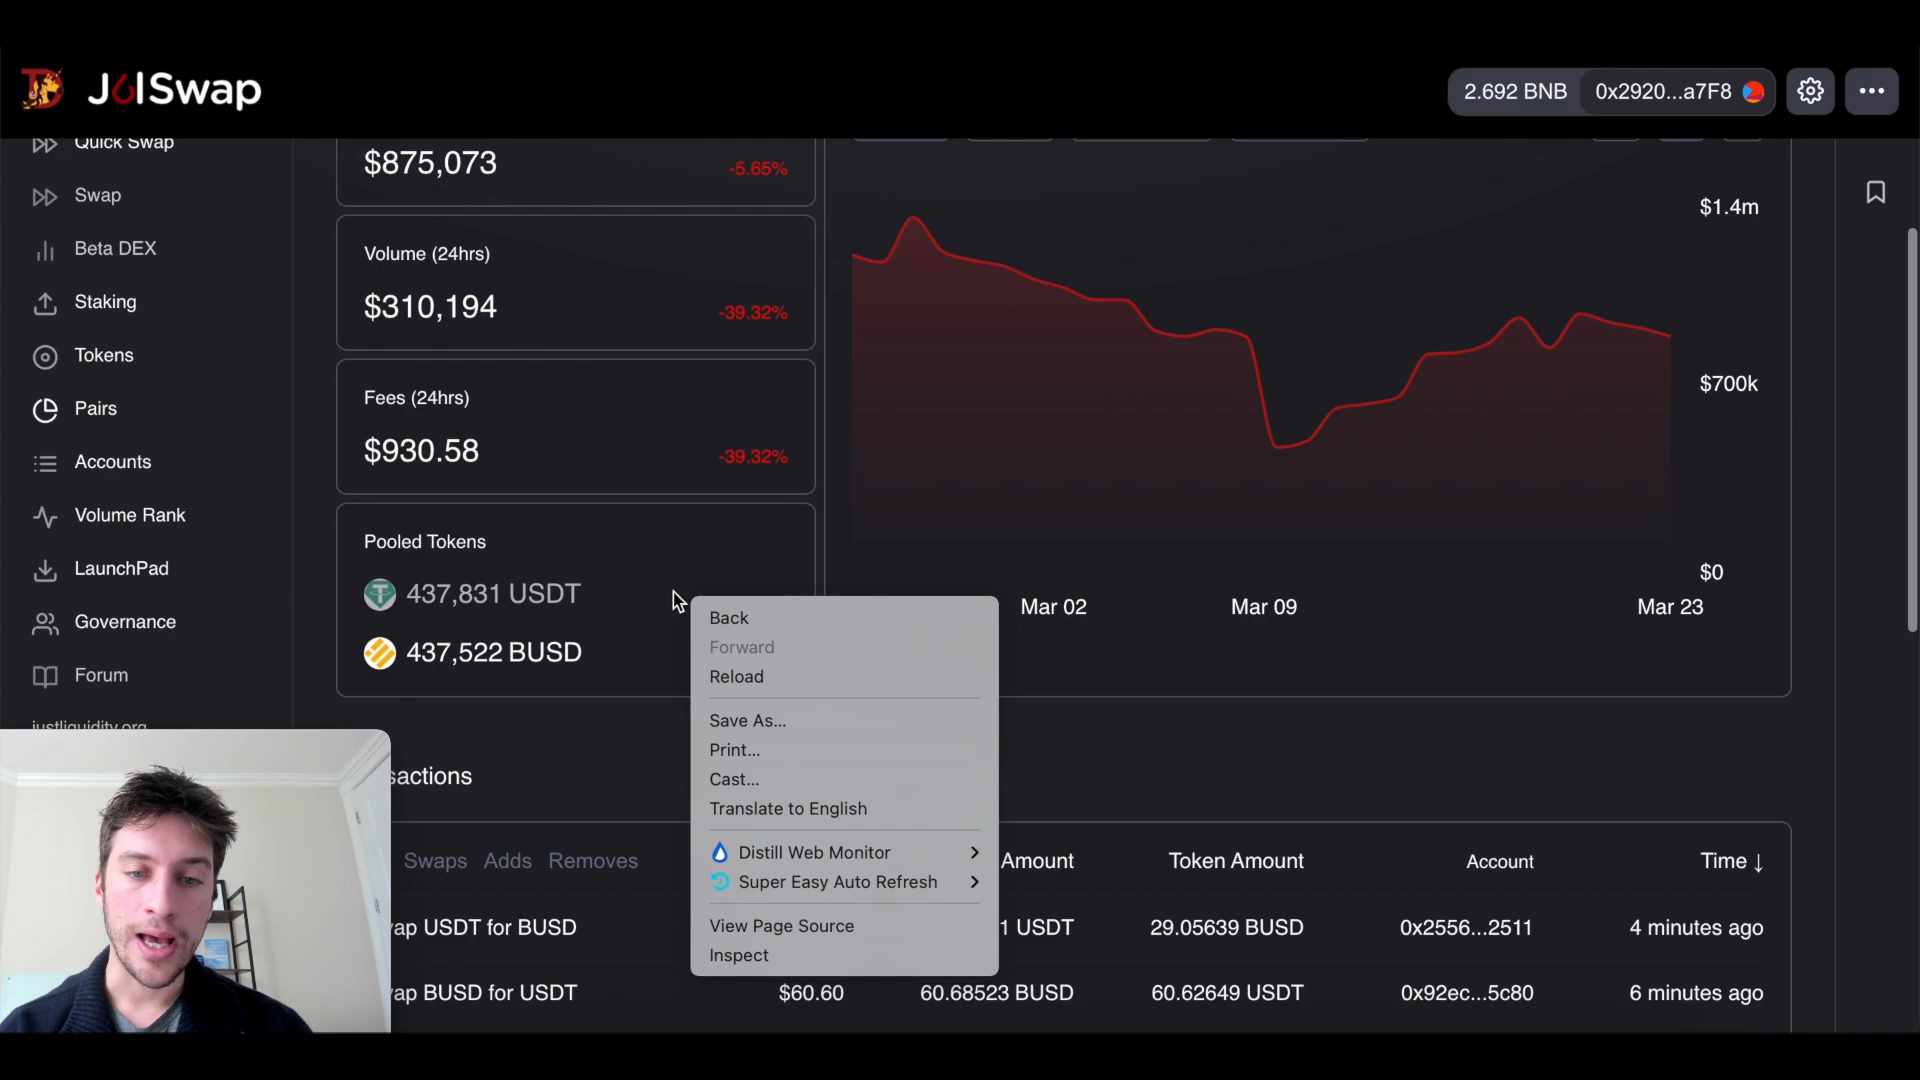 JulSwap
2.692 BNB
0x2920...a7F8
Quick Swap
Swap
Beta DEX
Staking
Tokens
Pairs
Accounts
Volume Rank
LaunchPad
Governance
Forum
justliquidity.org
$875,073
-5.65%
Volume (24hrs)
$310,194
-39.32%
Fees (24hrs)
$930.58
-39.32%
Pooled Tokens
437,831 USDT
437,522 BUSD
$1.4m
$700k
$0
Mar 02
Mar 09
Mar 23
Back
Forward
Reload
Save As...
Print...
Cast...
Translate to English
Distill Web Monitor
Super Easy Auto Refresh
View Page Source
Inspect
sactions
Swaps Adds Removes
Amount
Token Amount
Account
Time ↓
ap USDT for BUSD
1 USDT
29.05639 BUSD
0x2556...2511
4 minutes ago
ap BUSD for USDT
$60.60
60.68523 BUSD
60.62649 USDT
0x92ec...5c80
6 minutes ago